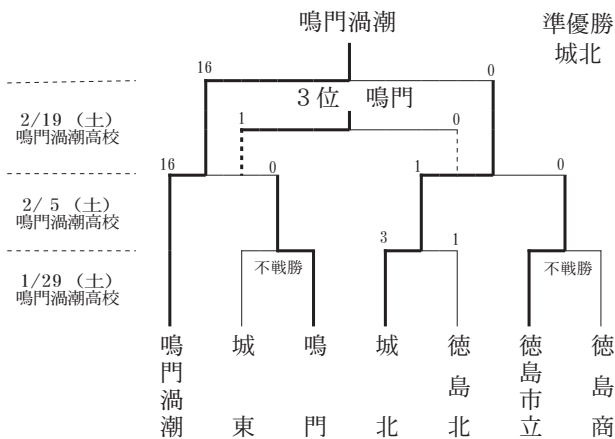 鳴門渦潮
準優勝
城北
16
0
3位 鳴門
2/19 (土)
鳴門渦潮高校
1
0
16
0
1
0
2/5 (土)
鳴門渦潮高校
3
1
不戦勝
不戦勝
1/29 (土)
鳴門渦潮高校
鳴門渦潮
城東
鳴門
城北
徳島北
徳島市立
徳島商